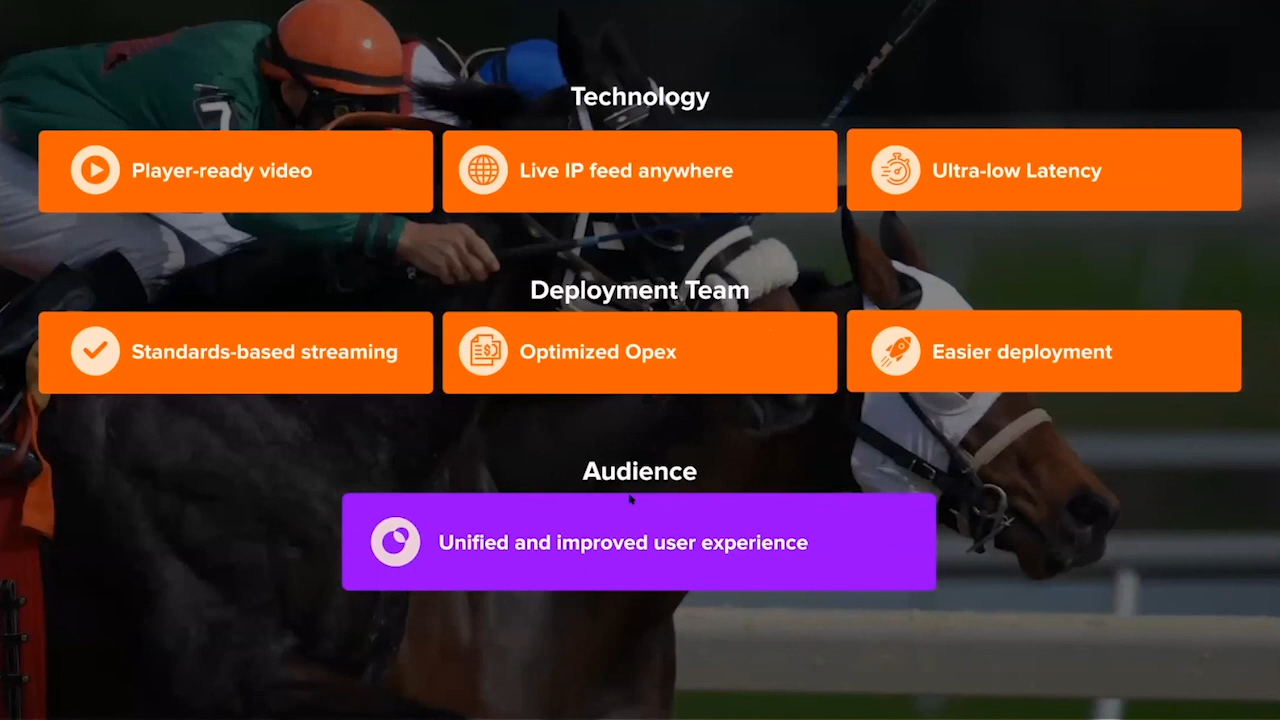 Technology
7
Player-ready video
Live IP feed anywhere
Ultra-low Latency
Deployment Team
Standards-based streaming
Optimized Opex
Easier deployment
Audience
Unified and improved user experience